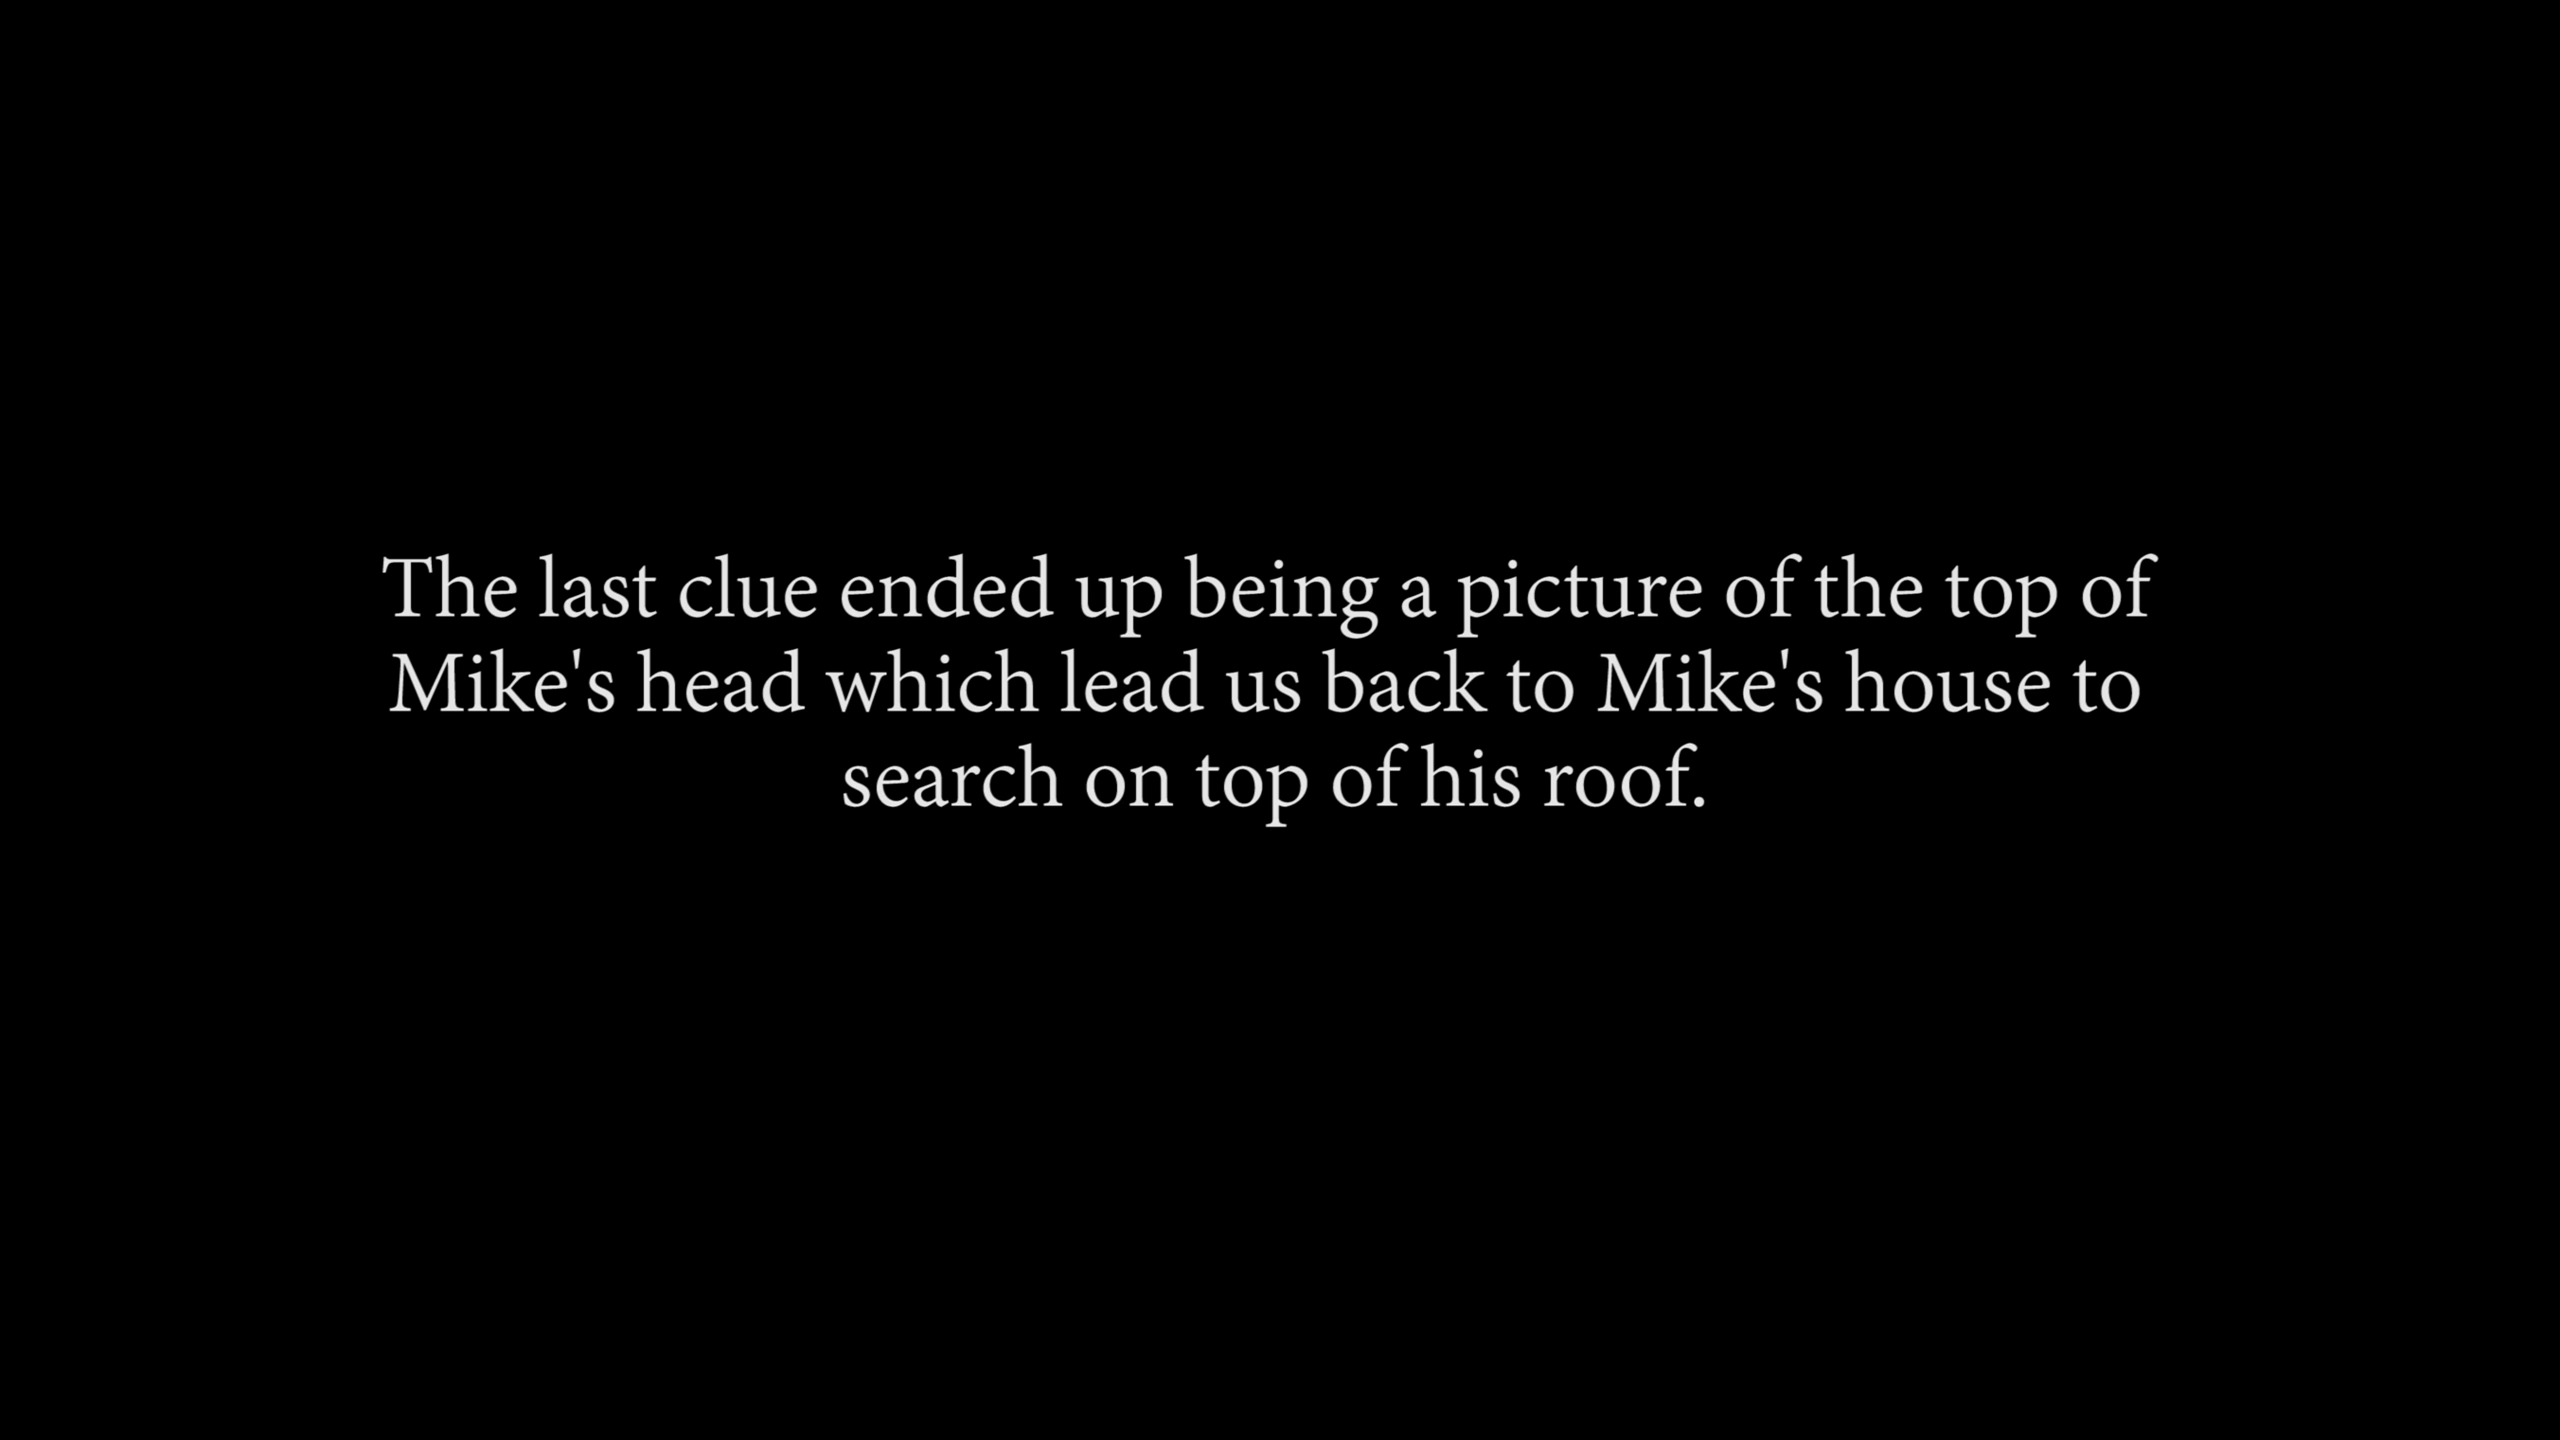 The last clue ended up being a picture of the top of
Mike's head which lead us back to Mike's house to
search on top of his roof.